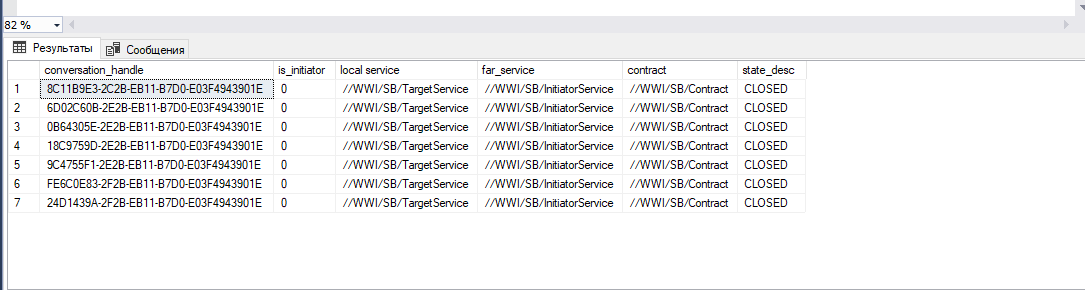 82 %
Результаты Сообщения
conversation_handle is_initiator local service far_service contract state_desc
1 8C11B9E3-2C2B-EB11-B7D0-E03F4943901E 0 //WWI/SB/TargetService //WWI/SB/InitiatorService //WWI/SB/Contract CLOSED
2 6D02C60B-2E2B-EB11-B7D0-E03F4943901E 0 //WWI/SB/TargetService //WWI/SB/InitiatorService //WWI/SB/Contract CLOSED
3 0B64305E-2E2B-EB11-B7D0-E03F4943901E 0 //WWI/SB/TargetService //WWI/SB/InitiatorService //WWI/SB/Contract CLOSED
4 18C9759D-2E2B-EB11-B7D0-E03F4943901E 0 //WWI/SB/TargetService //WWI/SB/InitiatorService //WWI/SB/Contract CLOSED
5 9C4755F1-2E2B-EB11-B7D0-E03F4943901E 0 //WWI/SB/TargetService //WWI/SB/InitiatorService //WWI/SB/Contract CLOSED
6 FE6C0E83-2F2B-EB11-B7D0-E03F4943901E 0 //WWI/SB/TargetService //WWI/SB/InitiatorService //WWI/SB/Contract CLOSED
7 24D1439A-2F2B-EB11-B7D0-E03F4943901E 0 //WWI/SB/TargetService //WWI/SB/InitiatorService //WWI/SB/Contract CLOSED